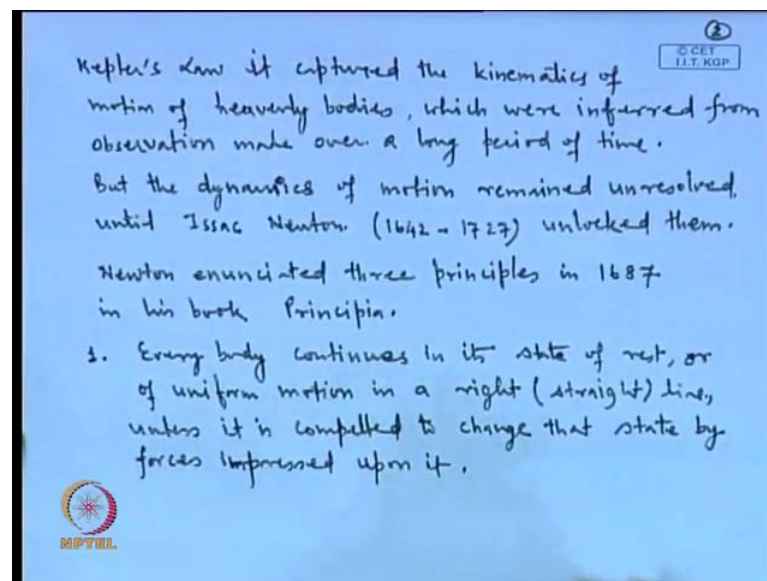 ②
© CET
I.I.T. KGP
Kepler's Law it captured the kinematics of
motion of heavenly bodies, which were inferred from
observation make over a long period of time.
But the dynamics of motion remained unresolved.
until Issac Newton. (1642 - 1727) unlocked them.
Newton enunciated three principles in 1687
in his book Principia.
1. Every body continues in its state of rest, or
of uniform motion in a right (straight) line,
unless it is compelled to change that state by
forces impressed upon it.
NPTEL